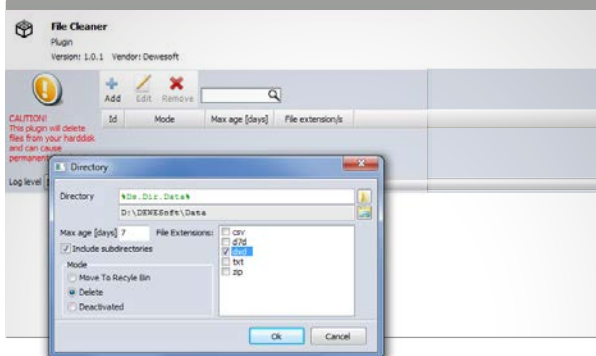 File Cleaner
Plugin
Version: 1.0.1 Vendor: Dewesoft
Add Edit Remove
CAUTION!
This plugin will delete
files from your harddisk
and can cause
permanent
Id Mode Max age [days] File extension/s
Log level
Directory
Directory %Ds.Dir.Data%
D:\DEWESoft\Data
Max age [days] 7 File Extensions:
csv
d7d
dxd
txt
zip
Include subdirectories
Mode
Move To Recyle Bin
Delete
Deactivated
Ok Cancel